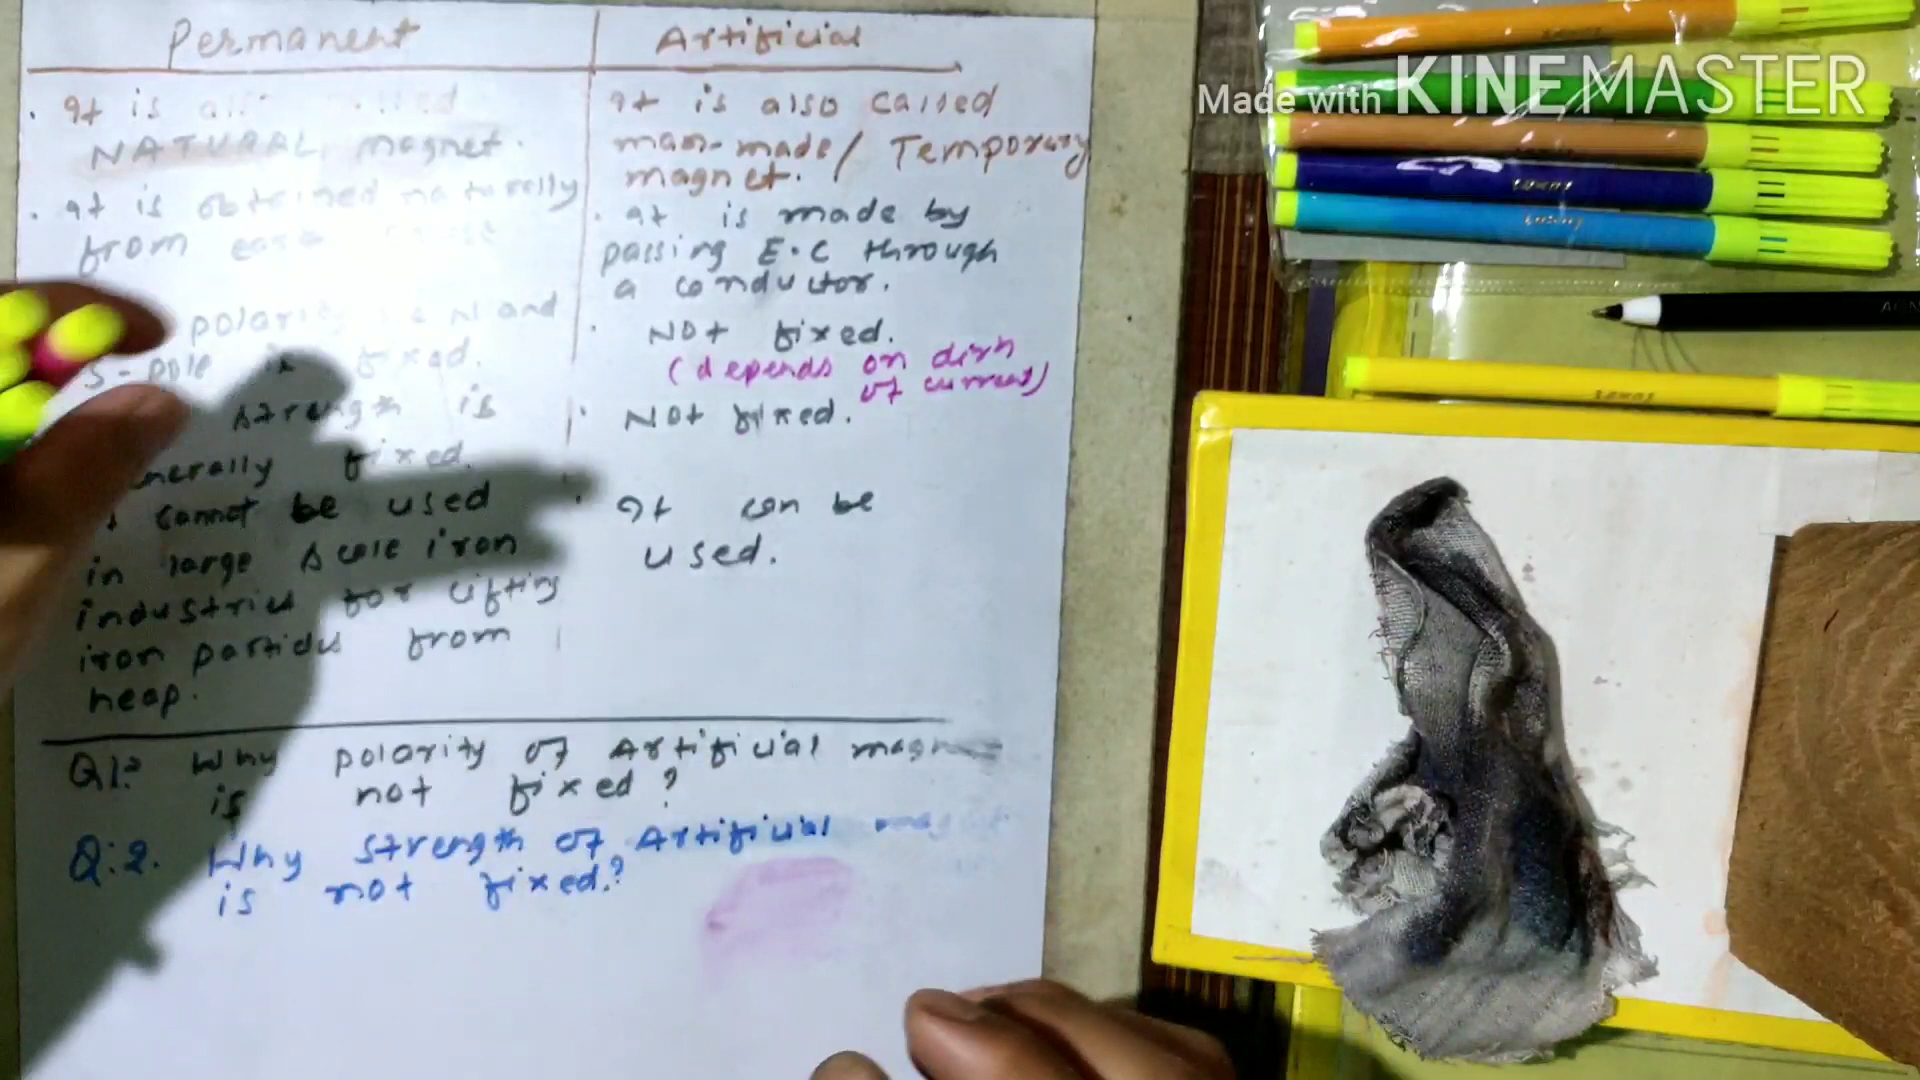 Permanent
Artificial
. It is
NATURAL magnet.
. It is obtained naturally
from
polarity N and
S-pole is fixed.
strength is
fixed.
cannot be used
in large scale iron
industries for lifting
iron particles from
heap.
It is also called
man-made/ Temporary
magnet.
. It is made by
passing E.C through
a conductor.
. Not fixed.
(depends on dirn
of current)
. Not fixed.
. It can be
used.
Q1: Why polarity of Artificial
is not fixed?
Q:2. Why strength of Artificial
is not fixed.?
Made with KINEMASTER